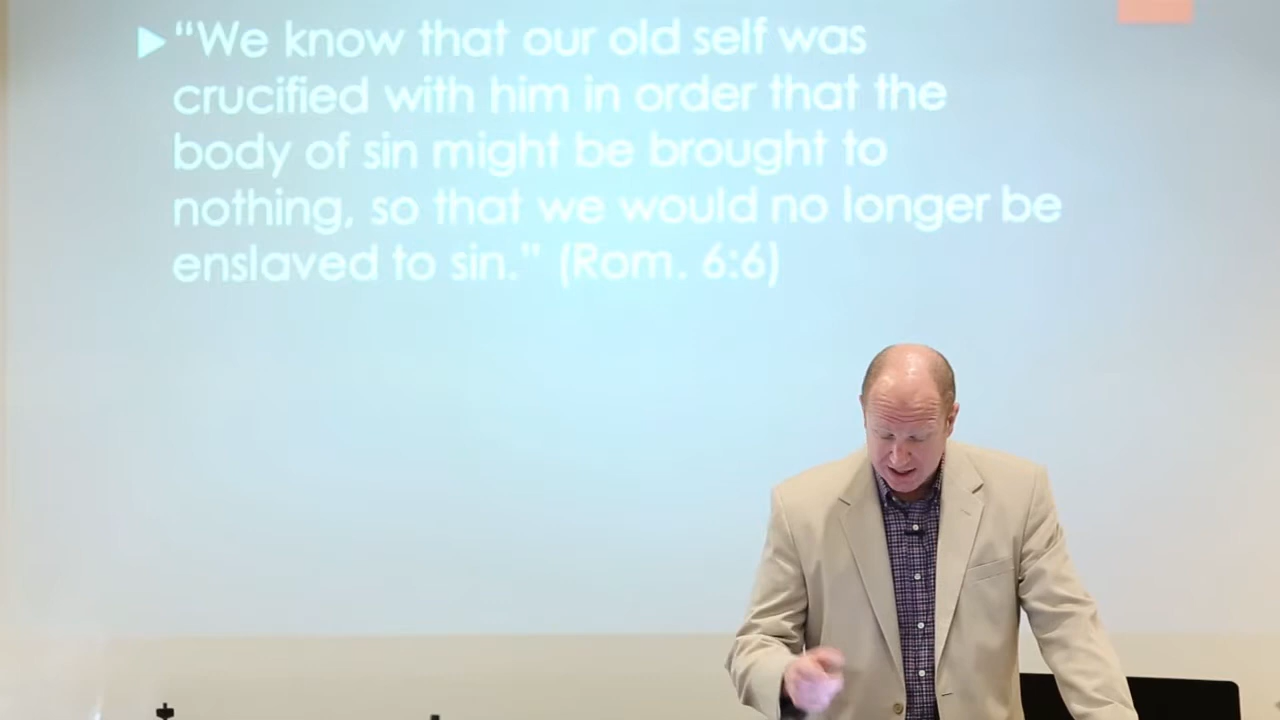 “We know that our old self was
crucified with him in order that the
body of sin might be brought to
nothing, so that we would no longer be
enslaved to sin.” (Rom. 6:6)